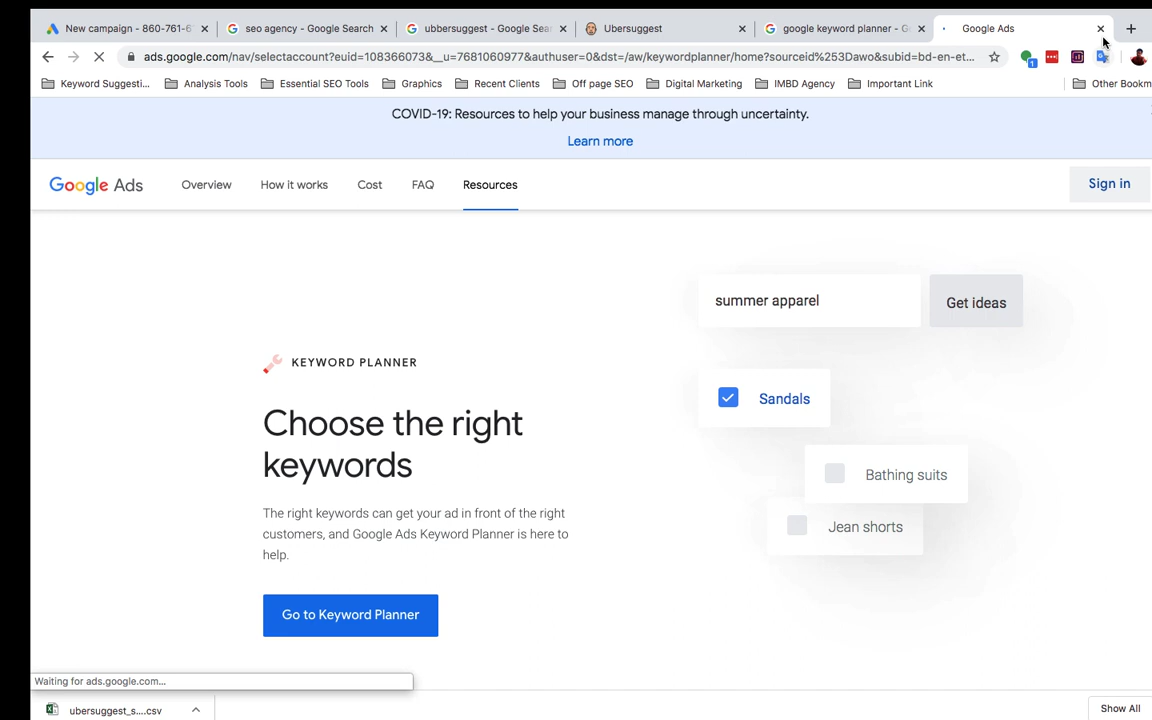 New campaign - 860-761-6
seo agency - Google Search
ubbersuggest - Google Sea
Ubersuggest
google keyword planner - G
Google Ads
ads.google.com/nav/selectaccount?euid=108366073&__u=7681060977&authuser=0&dst=/aw/keywordplanner/home?sourceid%253Dawo&subid=bd-en-et...
1
Keyword Suggesti...
Analysis Tools
Essential SEO Tools
Graphics
Recent Clients
Off page SEO
Digital Marketing
IMBD Agency
Important Link
Other Bookm
COVID-19: Resources to help your business manage through uncertainty.
Learn more
Google Ads
Overview
How it works
Cost
FAQ
Resources
Sign in
summer apparel
Get ideas
KEYWORD PLANNER
Sandals
Choose the right
keywords
Bathing suits
Jean shorts
The right keywords can get your ad in front of the right
customers, and Google Ads Keyword Planner is here to
help.
Go to Keyword Planner
Waiting for ads.google.com...
ubersuggest_s....csv
Show All